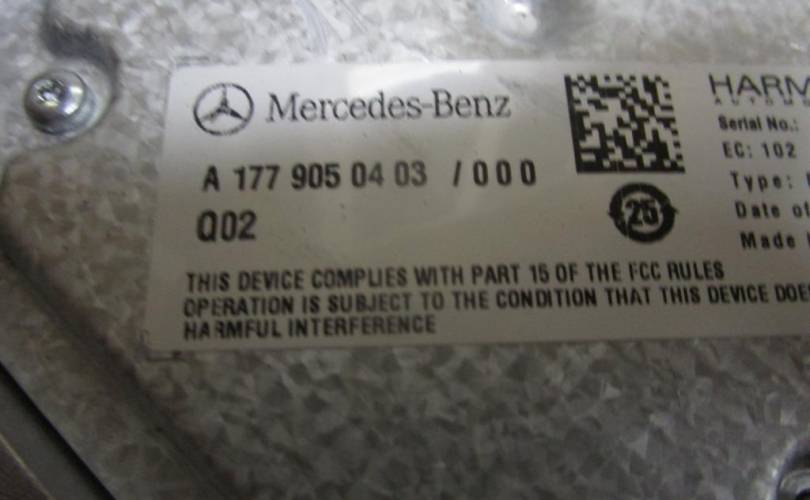 Mercedes-Benz
A 177 905 04 03 /000
Q02
THIS DEVICE COMPLIES WITH PART 15 OF THE FCC RULES
OPERATION IS SUBJECT TO THE CONDITION THAT THIS DEVICE DOES
HARMFUL INTERFERENCE
25
HARM
AUTOM
Serial No.:
EC: 102
Type:
Date of
Made